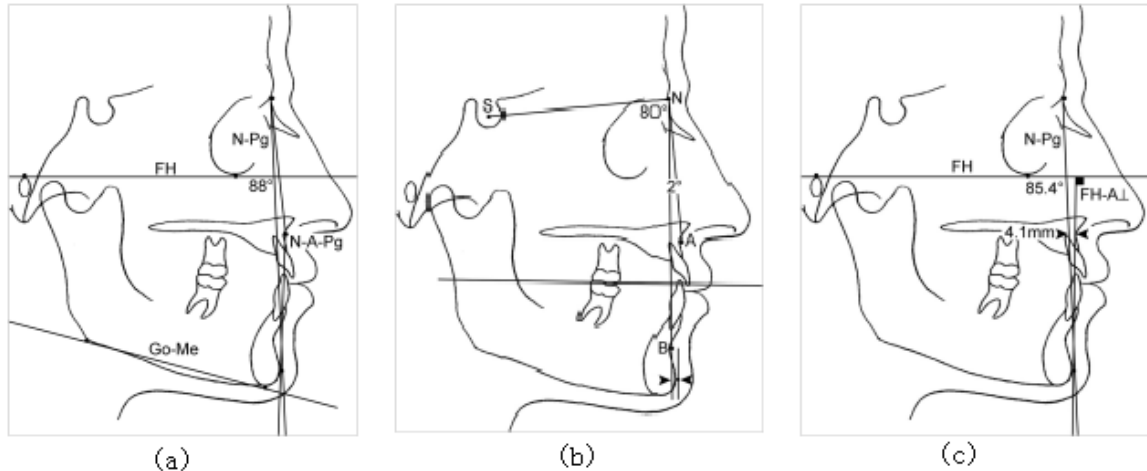 FH
N-Pg
88°
N-A-Pg
Go-Me
(a)
S
N
80°
2°
A
B
(b)
N-Pg
FH
85.4°
FH-A⊥
4.1mm
(c)